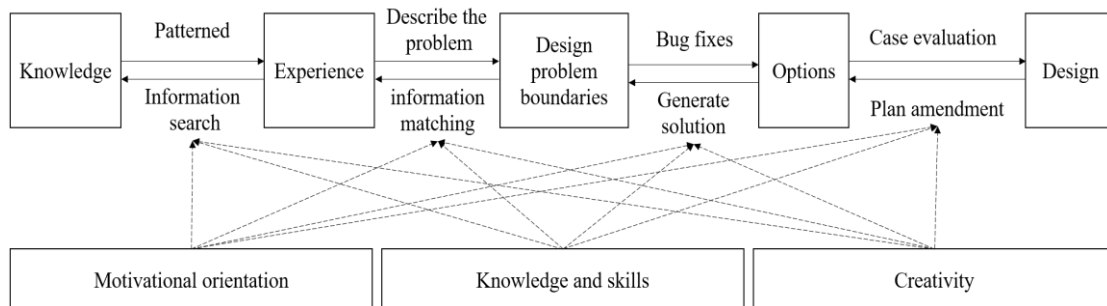 Patterned
Describe the
problem
Bug fixes
Case evaluation
Knowledge
Experience
Design
problem
boundaries
Options
Design
Information
search
information
matching
Generate
solution
Plan amendment
Motivational orientation
Knowledge and skills
Creativity